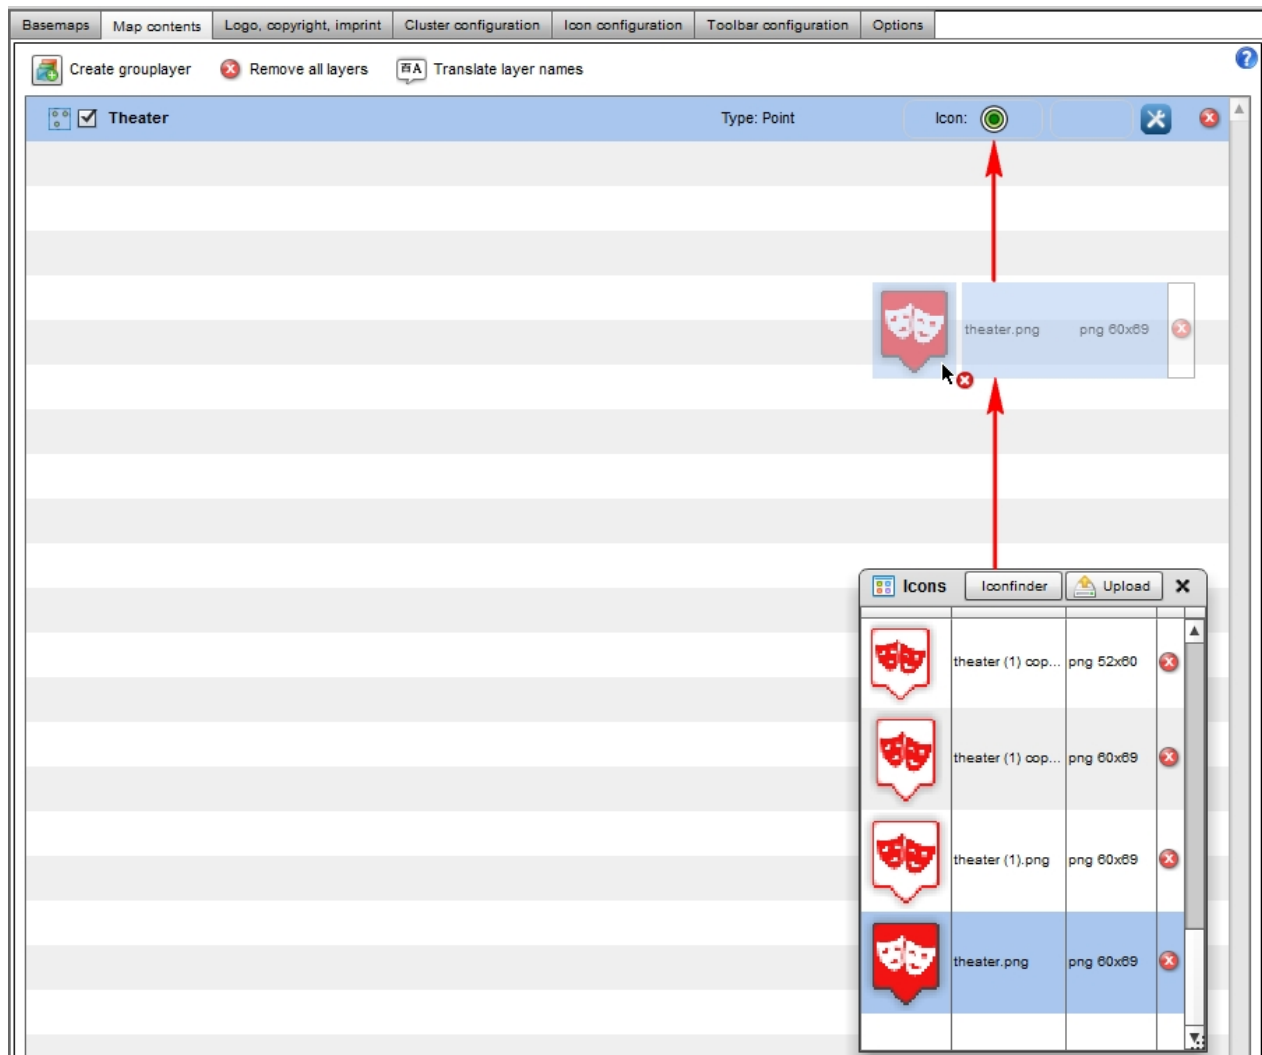 Basemaps Map contents Logo, copyright, imprint Cluster configuration Icon configuration Toolbar configuration Options
Create grouplayer Remove all layers 百A Translate layer names ?
Theater Type: Point Icon:
theater.png png 60x69
Icons Iconfinder Upload
theater (1) cop... png 52x60
theater (1) cop... png 60x69
theater (1).png png 60x69
theater.png png 60x69